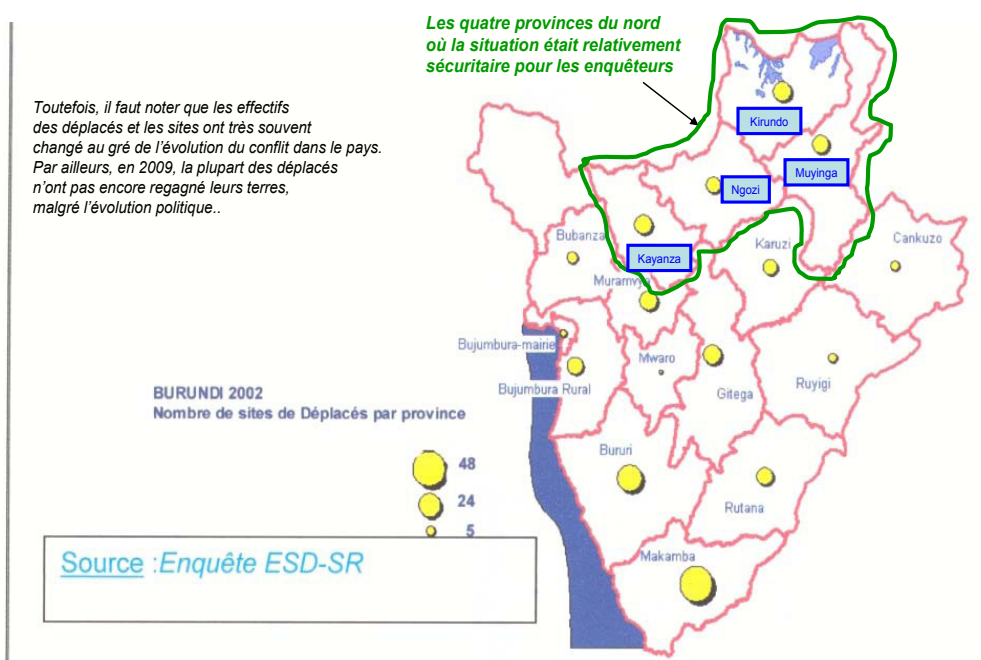 Les quatre provinces du nord
où la situation était relativement
sécuritaire pour les enquêteurs
Toutefois, il faut noter que les effectifs
des déplacés et les sites ont très souvent
changé au gré de l'évolution du conflit dans le pays.
Par ailleurs, en 2009, la plupart des déplacés
n'ont pas encore regagné leurs terres,
malgré l'évolution politique..
Kirundo
Muyinga
Ngozi
Bubanza
Kayanza
Karuzi
Cankuzo
Muramvya
Bujumbura-mairie
Mwaro
Bujumbura Rural
Gitega
Ruyigi
BURUNDI 2002
Nombre de sites de Déplacés par province
48
24
5
Bururi
Rutana
Makamba
Source :Enquête ESD-SR